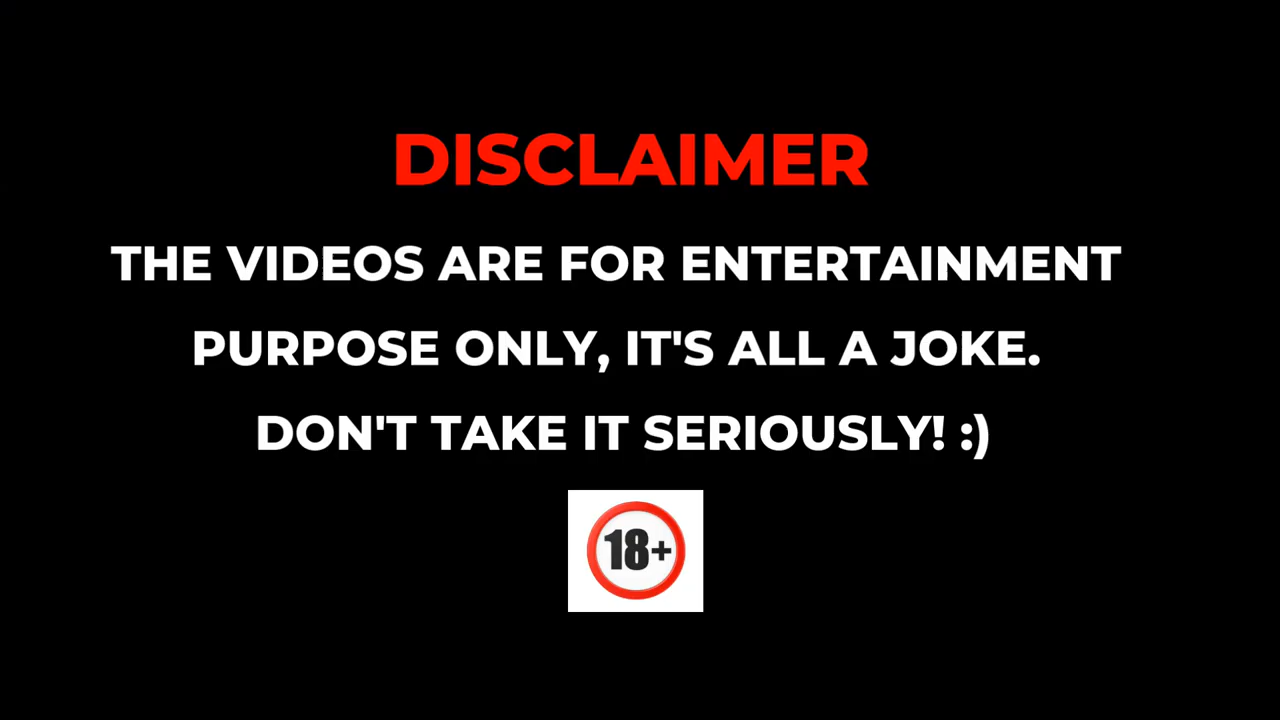 DISCLAIMER
THE VIDEOS ARE FOR ENTERTAINMENT
PURPOSE ONLY, IT'S ALL A JOKE.
DON'T TAKE IT SERIOUSLY! :)
18+